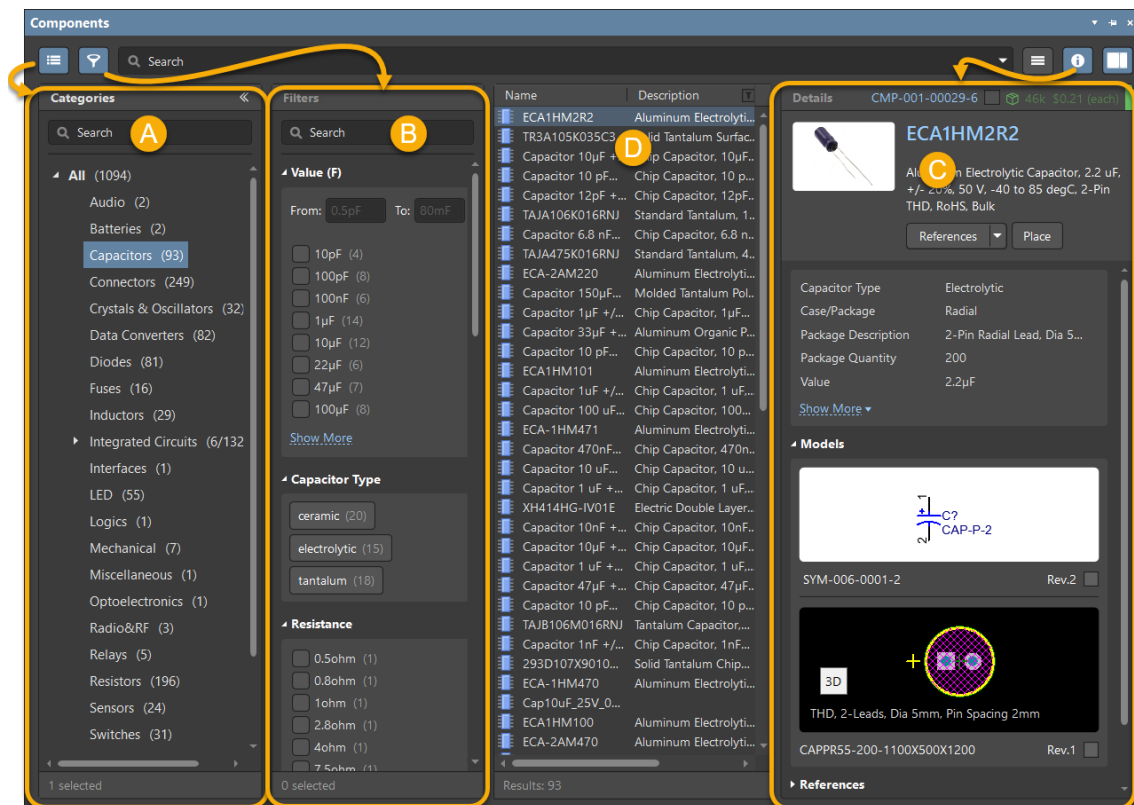 Components
Search
Categories
A
Search
All (1094)
Audio (2)
Batteries (2)
Capacitors (93)
Connectors (249)
Crystals & Oscillators (32)
Data Converters (82)
Diodes (81)
Fuses (16)
Inductors (29)
Integrated Circuits (6/132
Interfaces (1)
LED (55)
Logics (1)
Mechanical (7)
Miscellaneous (1)
Optoelectronics (1)
Radio&RF (3)
Relays (5)
Resistors (196)
Sensors (24)
Switches (31)
1 selected
Filters
B
Search
Value (F)
From: 0.5pF To: 80mF
10pF (4)
100pF (8)
100nF (6)
1µF (14)
10µF (12)
22µF (6)
47µF (7)
100µF (8)
Show More
Capacitor Type
ceramic (20)
electrolytic (15)
tantalum (18)
Resistance
0.5ohm (1)
0.8ohm (1)
1ohm (1)
2.8ohm (1)
4ohm (1)
7.5ohm (1)
0 selected
Name Description
D
ECA1HM2R2 Aluminum Electrolyti...
TR3A105K035C3 Solid Tantalum Surfac...
Capacitor 10µF +... Chip Capacitor, 10µF...
Capacitor 10 pF... Chip Capacitor, 10 p...
Capacitor 12pF +... Chip Capacitor, 12pF...
TAJA106K016RNJ Standard Tantalum, 1...
Capacitor 6.8 nF... Chip Capacitor, 6.8 n...
TAJA475K016RNJ Standard Tantalum, 4...
ECA-2AM220 Aluminum Electrolyti...
Capacitor 150µF... Molded Tantalum Pol...
Capacitor 1µF +/... Chip Capacitor, 1µF...
Capacitor 33µF +... Aluminum Organic P...
Capacitor 10 pF... Chip Capacitor, 10 p...
ECA1HM101 Aluminum Electrolyti...
Capacitor 1uF +/... Chip Capacitor, 1 uF,...
Capacitor 100 uF... Chip Capacitor, 100...
ECA-1HM471 Aluminum Electrolyti...
Capacitor 470nF... Chip Capacitor, 470n...
Capacitor 10 uF... Chip Capacitor, 10 u...
Capacitor 1 uF +... Chip Capacitor, 1 uF,...
XH414HG-IV01E Electric Double Layer...
Capacitor 10nF +... Chip Capacitor, 10nF...
Capacitor 10µF +... Chip Capacitor, 10µF...
Capacitor 1 uF +... Chip Capacitor, 1 uF,...
Capacitor 47µF +... Chip Capacitor, 47µF...
Capacitor 10 pF... Chip Capacitor, 10 p...
TAJB106M016RNJ Tantalum Capacitor,...
Capacitor 1nF +/... Chip Capacitor, 1nF...
293D107X9010... Solid Tantalum Chip...
ECA-1HM470 Aluminum Electrolyti...
Cap10uF_25V_0...
ECA1HM100 Aluminum Electrolyti...
ECA-2AM470 Aluminum Electrolyti...
Results: 93
Details CMP-001-00029-6 46k $0.21 (each)
ECA1HM2R2
C
Electrolytic Capacitor, 2.2 uF,
+/- 20%, 50 V, -40 to 85 degC, 2-Pin
THD, RoHS, Bulk
References Place
Capacitor Type Electrolytic
Case/Package Radial
Package Description 2-Pin Radial Lead, Dia 5...
Package Quantity 200
Value 2.2µF
Show More
Models
1
C?
CAP-P-2
2
SYM-006-0001-2 Rev.2
3D
THD, 2-Leads, Dia 5mm, Pin Spacing 2mm
CAPPR55-200-1100X500X1200 Rev.1
References